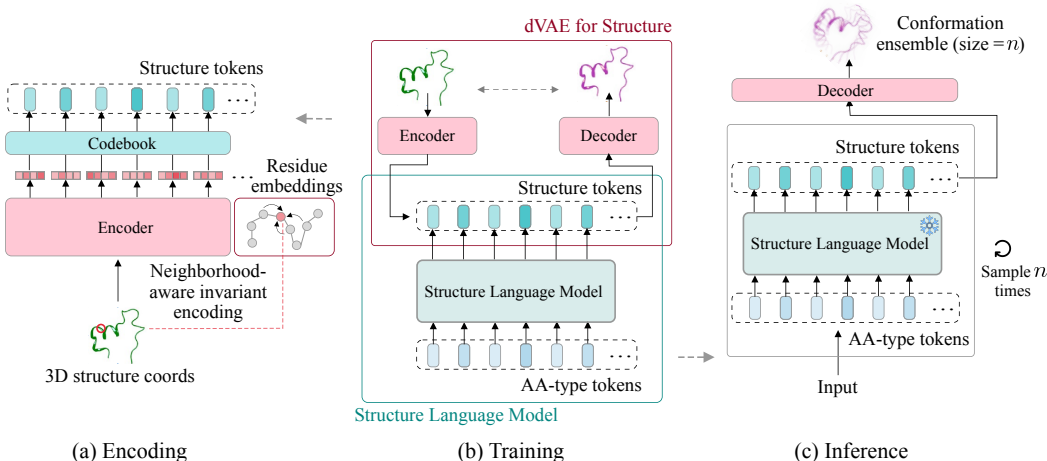 Structure tokens
...
Codebook
...
Residue
embeddings
Encoder
Neighborhood-
aware invariant
encoding
3D structure coords
(a) Encoding
dVAE for Structure
Encoder
Decoder
Structure tokens
...
Structure Language Model
...
AA-type tokens
Structure Language Model
(b) Training
Conformation
ensemble (size = n)
Decoder
Structure tokens
...
Structure Language Model
Sample n
times
...
AA-type tokens
Input
(c) Inference